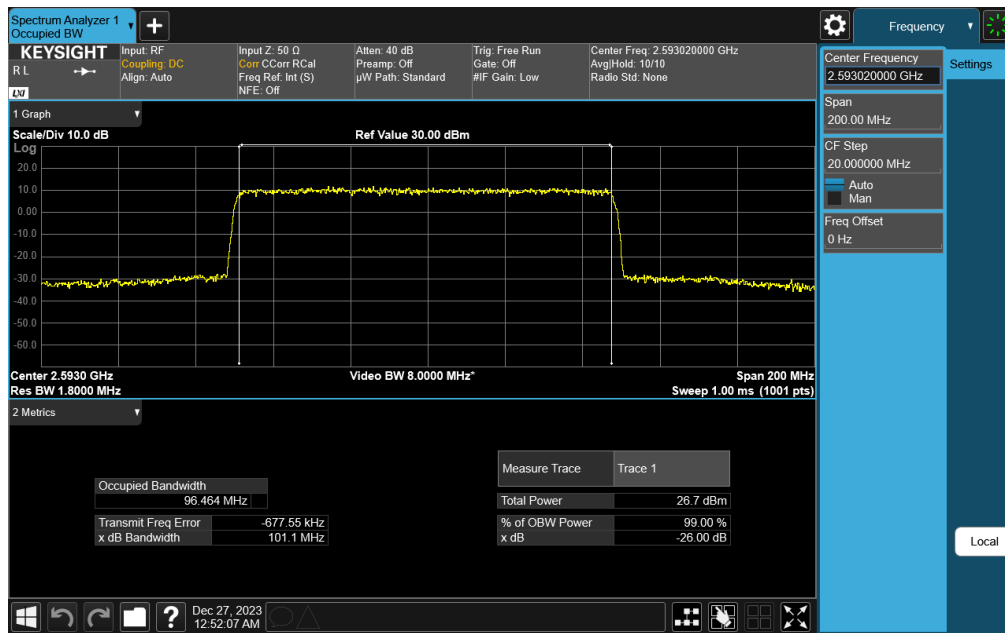 Spectrum Analyzer 1
Occupied BW
Frequency
KEYSIGHT
R L
LXI
Input: RF
Coupling: DC
Align: Auto
Input Z: 50 Ω
Corr CCorr RCal
Freq Ref: Int (S)
NFE: Off
Atten: 40 dB
Preamp: Off
µW Path: Standard
Trig: Free Run
Gate: Off
#IF Gain: Low
Center Freq: 2.593020000 GHz
Avg|Hold: 10/10
Radio Std: None
Center Frequency
2.593020000 GHz
Settings
Span
200.00 MHz
CF Step
20.000000 MHz
Auto
Man
Freq Offset
0 Hz
Local
1 Graph
Scale/Div 10.0 dB
Ref Value 30.00 dBm
Log
20.0
10.0
0.00
-10.0
-20.0
-30.0
-40.0
-50.0
-60.0
Center 2.5930 GHz
Video BW 8.0000 MHz*
Span 200 MHz
Res BW 1.8000 MHz
Sweep 1.00 ms (1001 pts)
2 Metrics
Measure Trace Trace 1
Occupied Bandwidth
96.464 MHz
Total Power 26.7 dBm
Transmit Freq Error -677.55 kHz
% of OBW Power 99.00 %
x dB Bandwidth 101.1 MHz
x dB -26.00 dB
?
Dec 27, 2023
12:52:07 AM